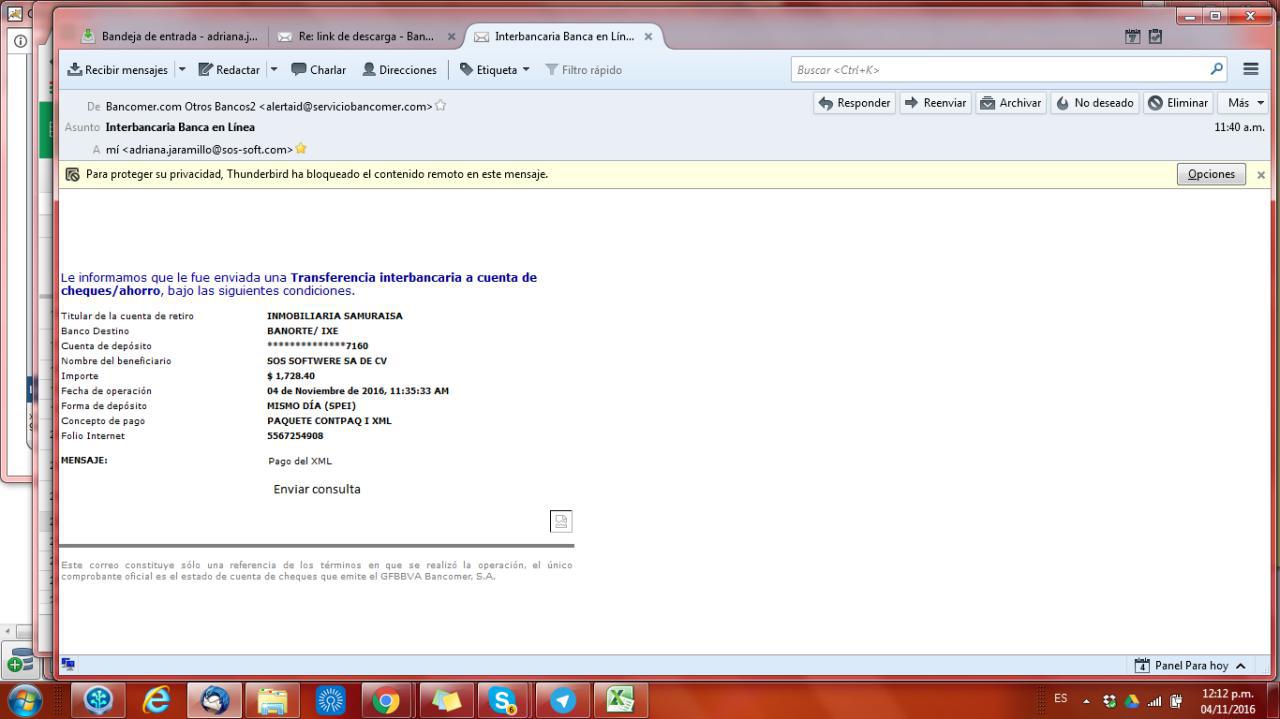 Bandeja de entrada - adriana.j...
Re: link de descarga - Ban...
Interbancaria Banca en Lín...
Recibir mensajes
Redactar
Charlar
Direcciones
Etiqueta
Filtro rápido
Buscar <Ctrl+K>
De Bancomer.com Otros Bancos2 <alertaid@serviciobancomer.com>
Responder
Reenviar
Archivar
No deseado
Eliminar
Más
Asunto Interbancaria Banca en Línea
11:40 a.m.
A mí <adriana.jaramillo@sos-soft.com>
Para proteger su privacidad, Thunderbird ha bloqueado el contenido remoto en este mensaje.
Opciones
Le informamos que le fue enviada una Transferencia interbancaria a cuenta de
cheques/ahorro, bajo las siguientes condiciones.
Titular de la cuenta de retiro INMOBILIARIA SAMURAISA
Banco Destino BANORTE/ IXE
Cuenta de depósito **************7160
Nombre del beneficiario SOS SOFTWERE SA DE CV
Importe $ 1,728.40
Fecha de operación 04 de Noviembre de 2016, 11:35:33 AM
Forma de depósito MISMO DÍA (SPEI)
Concepto de pago PAQUETE CONTPAQ I XML
Folio Internet 5567254908
MENSAJE: Pago del XML
Enviar consulta
Este correo constituye sólo una referencia de los términos en que se realizó la operación, el único
comprobante oficial es el estado de cuenta de cheques que emite el GFBBVA Bancomer, S.A.
4 Panel Para hoy
ES
12:12 p.m.
04/11/2016